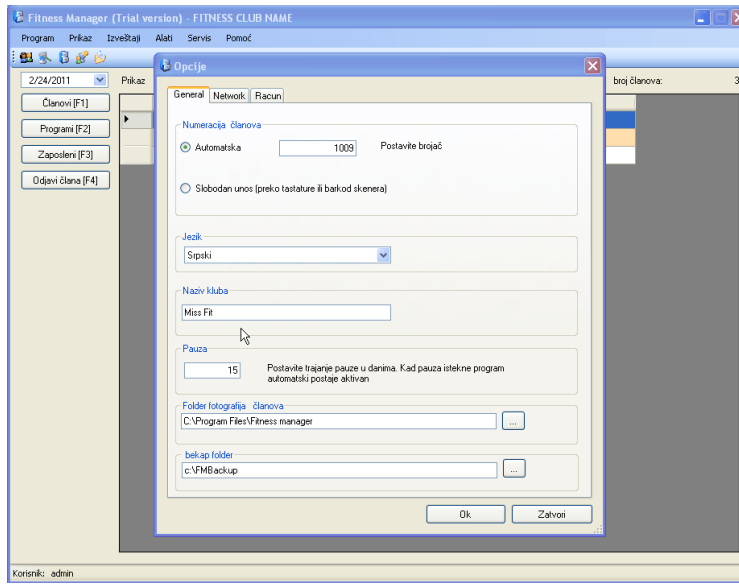 Fitness Manager (Trial version) - FITNESS CLUB NAME
Program Prikaz Izveštaji Alati Servis Pomoć
2/24/2011 Prikaz broj članova: 3
Članovi [F1]
Programi [F2]
Zaposleni [F3]
Odjavi člana [F4]
Opcije
General Network Racun
Numeracija članova
Automatska 1009 Postavite brojač
Slobodan unos (preko tastature ili barkod skenera)
Jezik
Srpski
Naziv kluba
Miss Fit
Pauza
15 Postavite trajanje pauze u danima. Kad pauza istekne program
automatski postaje aktivan
Folder fotografija članova
C:\Program Files\Fitness manager ...
bekap folder
c:\FMBackup ...
Ok Zatvori
Korisnik: admin